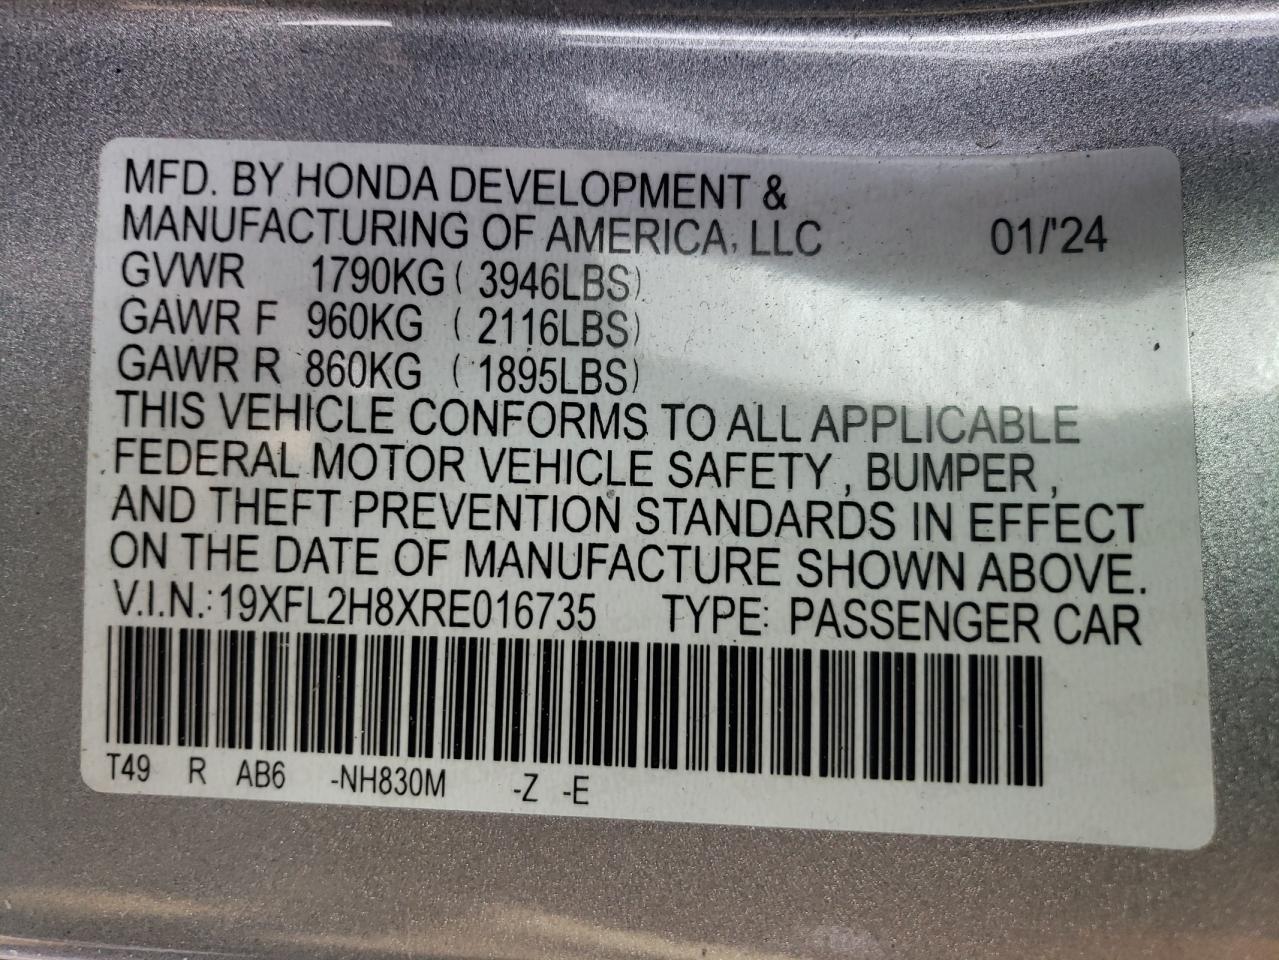 MFD. BY HONDA DEVELOPMENT &
MANUFACTURING OF AMERICA, LLC 01/'24
GVWR 1790KG ( 3946LBS)
GAWR F 960KG ( 2116LBS)
GAWR R 860KG ( 1895LBS)
THIS VEHICLE CONFORMS TO ALL APPLICABLE
FEDERAL MOTOR VEHICLE SAFETY , BUMPER ,
AND THEFT PREVENTION STANDARDS IN EFFECT
ON THE DATE OF MANUFACTURE SHOWN ABOVE.
V.I.N.: 19XFL2H8XRE016735 TYPE: PASSENGER CAR
T49 R AB6 -NH830M -Z -E